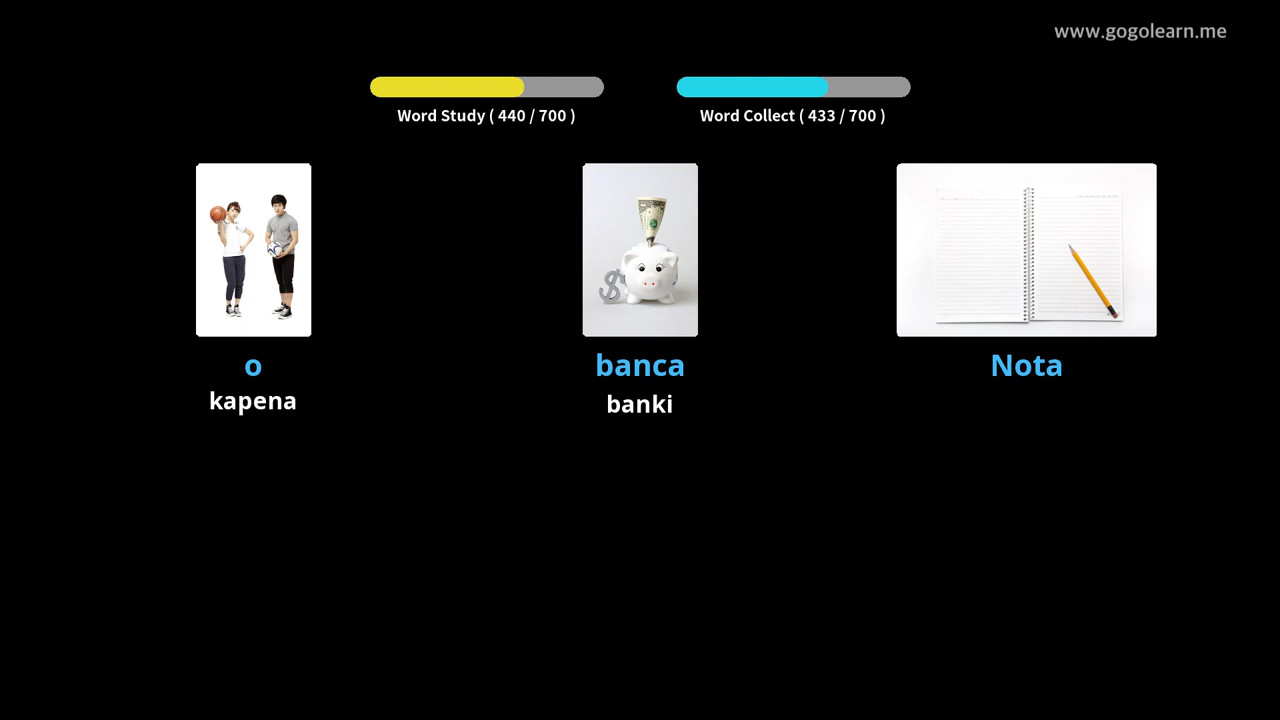 www.gogolearn.me
Word Study ( 440 / 700 )
Word Collect ( 433 / 700 )
o
kapena
banca
banki
Nota